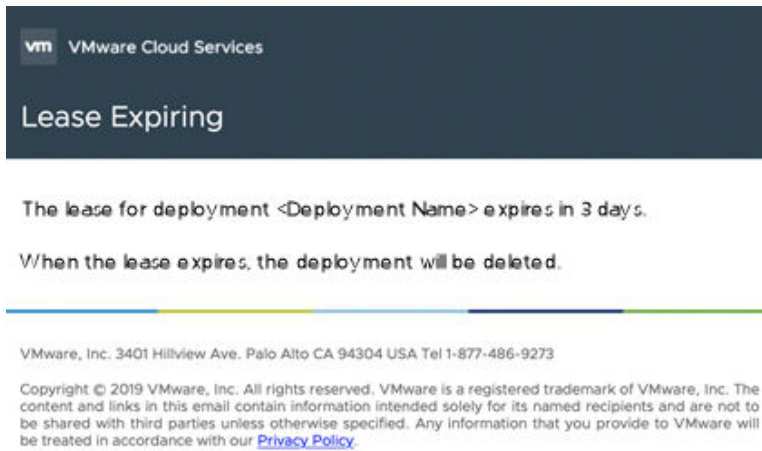 vm VMware Cloud Services
Lease Expiring
The lease for deployment <Deployment Name> expires in 3 days.
When the lease expires, the deployment will be deleted.
VMware, Inc. 3401 Hillview Ave. Palo Alto CA 94304 USA Tel 1-877-486-9273
Copyright © 2019 VMware, Inc. All rights reserved. VMware is a registered trademark of VMware, Inc. The
content and links in this email contain information intended solely for its named recipients and are not to
be shared with third parties unless otherwise specified. Any information that you provide to VMware will
be treated in accordance with our Privacy Policy.